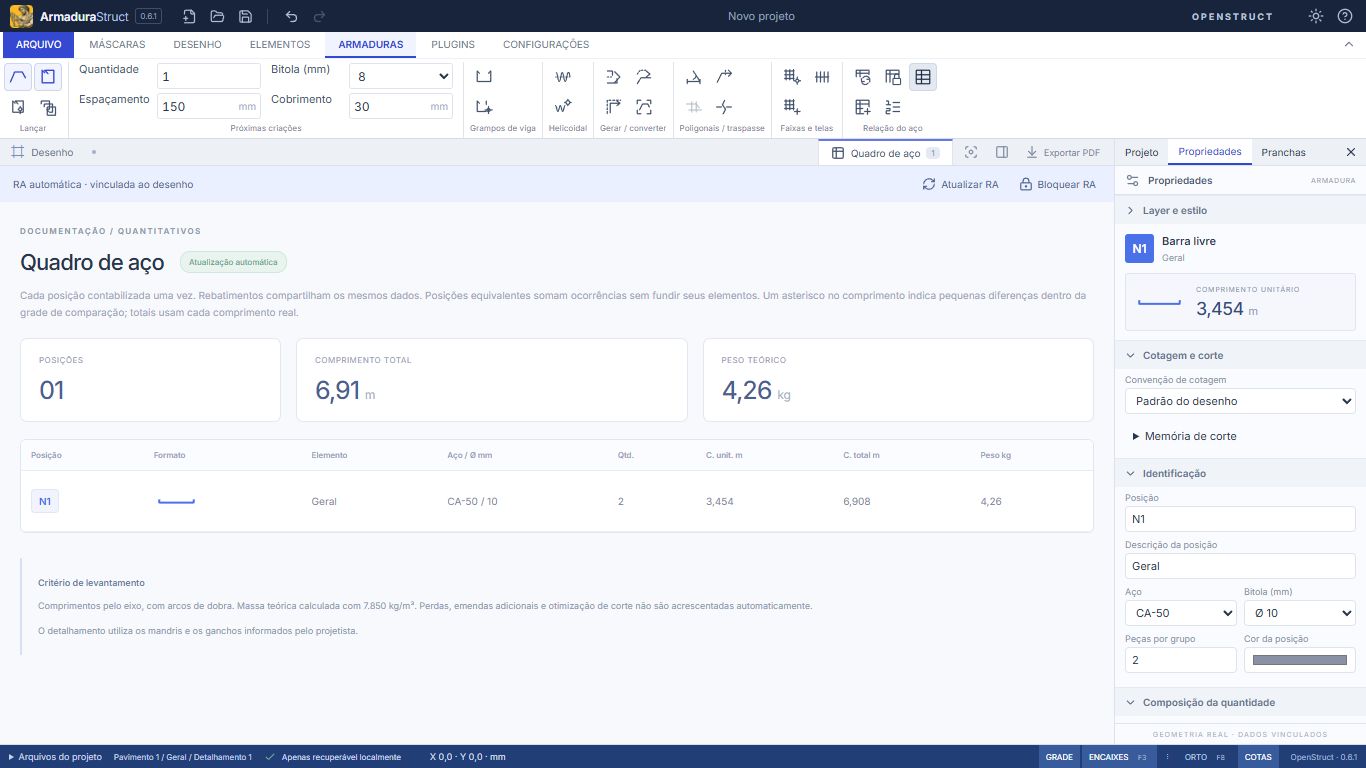 ArmaduraStruct 0.6.1 Novo projeto OPENSTRUCT
ARQUIVO MÁSCARAS DESENHO ELEMENTOS ARMADURAS PLUGINS CONFIGURAÇÕES
Quantidade 1 Bitola (mm) 8
Espaçamento 150 mm Cobrimento 30 mm
Lançar Próximas criações Grampos de viga Helicoidal Gerar / converter Poligonais / traspasse Faixas e telas Relação do aço
Desenho Quadro de aço 1 Exportar PDF
RA automática · vinculada ao desenho Atualizar RA Bloquear RA
DOCUMENTAÇÃO / QUANTITATIVOS
Quadro de aço Atualização automática
Cada posição contabilizada uma vez. Rebatimentos compartilham os mesmos dados. Posições equivalentes somam ocorrências sem fundir seus elementos. Um asterisco no comprimento indica pequenas diferenças dentro da
grade de comparação; totais usam cada comprimento real.
POSIÇÕES COMPRIMENTO TOTAL PESO TEÓRICO
01 6,91 m 4,26 kg
Posição Formato Elemento Aço / Ø mm Qtd. C. unit. m C. total m Peso kg
N1 Geral CA-50 / 10 2 3,454 6,908 4,26
Critério de levantamento
Comprimentos pelo eixo, com arcos de dobra. Massa teórica calculada com 7.850 kg/m³. Perdas, emendas adicionais e otimização de corte não são acrescentadas automaticamente.
O detalhamento utiliza os mandris e os ganchos informados pelo projetista.
Projeto Propriedades Pranchas
Propriedades ARMADURA
Layer e estilo
N1 Barra livre
Geral
COMPRIMENTO UNITÁRIO
3,454 m
Cotagem e corte
Convenção de cotagem
Padrão do desenho
Memória de corte
Identificação
Posição
N1
Descrição da posição
Geral
Aço Bitola (mm)
CA-50 Ø 10
Peças por grupo Cor da posição
2
Composição da quantidade
GEOMETRIA REAL · DADOS VINCULADOS
Arquivos do projeto Pavimento 1 / Geral / Detalhamento 1 Apenas recuperável localmente X 0,0 · Y 0,0 · mm GRADE ENCAIXES F3 ORTO F8 COTAS OpenStruct · 0.6.1